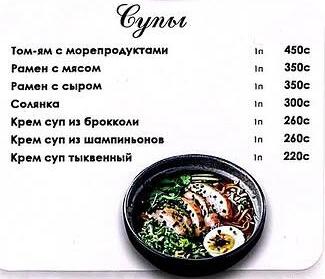 Супы
Том-ям с морепродуктами 1п 450с
Рамен с мясом 1п 350с
Рамен с сыром 1п 350с
Солянка 1п 300с
Крем суп из брокколи 1п 260с
Крем суп из шампиньонов 1п 260с
Крем суп тыквенный 1п 220с